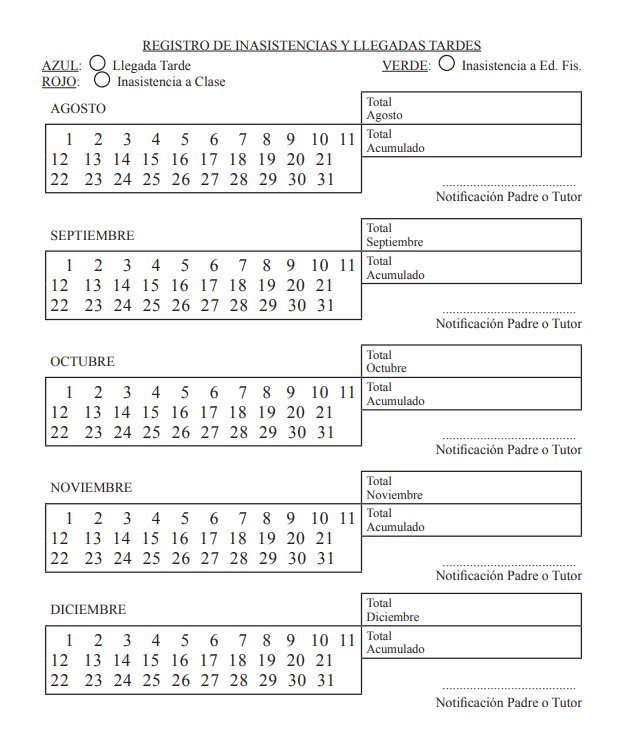 REGISTRO DE INASISTENCIAS Y LLEGADAS TARDES
AZUL: Llegada Tarde VERDE: Inasistencia a Ed. Fis.
ROJO: Inasistencia a Clase
AGOSTO
Total
Agosto
1 2 3 4 5 6 7 8 9 10 11
12 13 14 15 16 17 18 19 20 21
22 23 24 25 26 27 28 29 30 31
Total
Acumulado
........................................
Notificación Padre o Tutor
SEPTIEMBRE
Total
Septiembre
1 2 3 4 5 6 7 8 9 10 11
12 13 14 15 16 17 18 19 20 21
22 23 24 25 26 27 28 29 30 31
Total
Acumulado
........................................
Notificación Padre o Tutor
OCTUBRE
Total
Octubre
1 2 3 4 5 6 7 8 9 10 11
12 13 14 15 16 17 18 19 20 21
22 23 24 25 26 27 28 29 30 31
Total
Acumulado
........................................
Notificación Padre o Tutor
NOVIEMBRE
Total
Noviembre
1 2 3 4 5 6 7 8 9 10 11
12 13 14 15 16 17 18 19 20 21
22 23 24 25 26 27 28 29 30 31
Total
Acumulado
........................................
Notificación Padre o Tutor
DICIEMBRE
Total
Diciembre
1 2 3 4 5 6 7 8 9 10 11
12 13 14 15 16 17 18 19 20 21
22 23 24 25 26 27 28 29 30 31
Total
Acumulado
........................................
Notificación Padre o Tutor